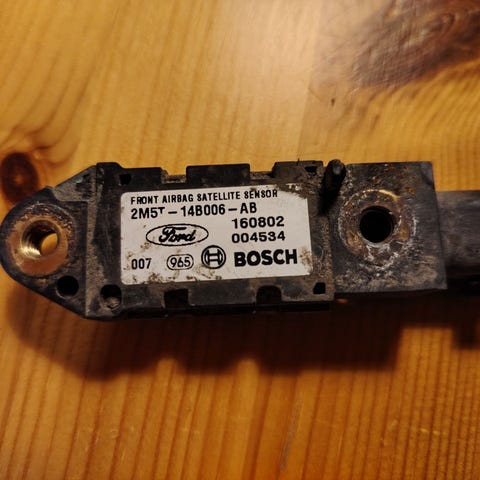 FRONT AIRBAG SATELLITE SENSOR
2M5T-14B006-AB
160802
Ford 004534
007 965 BOSCH